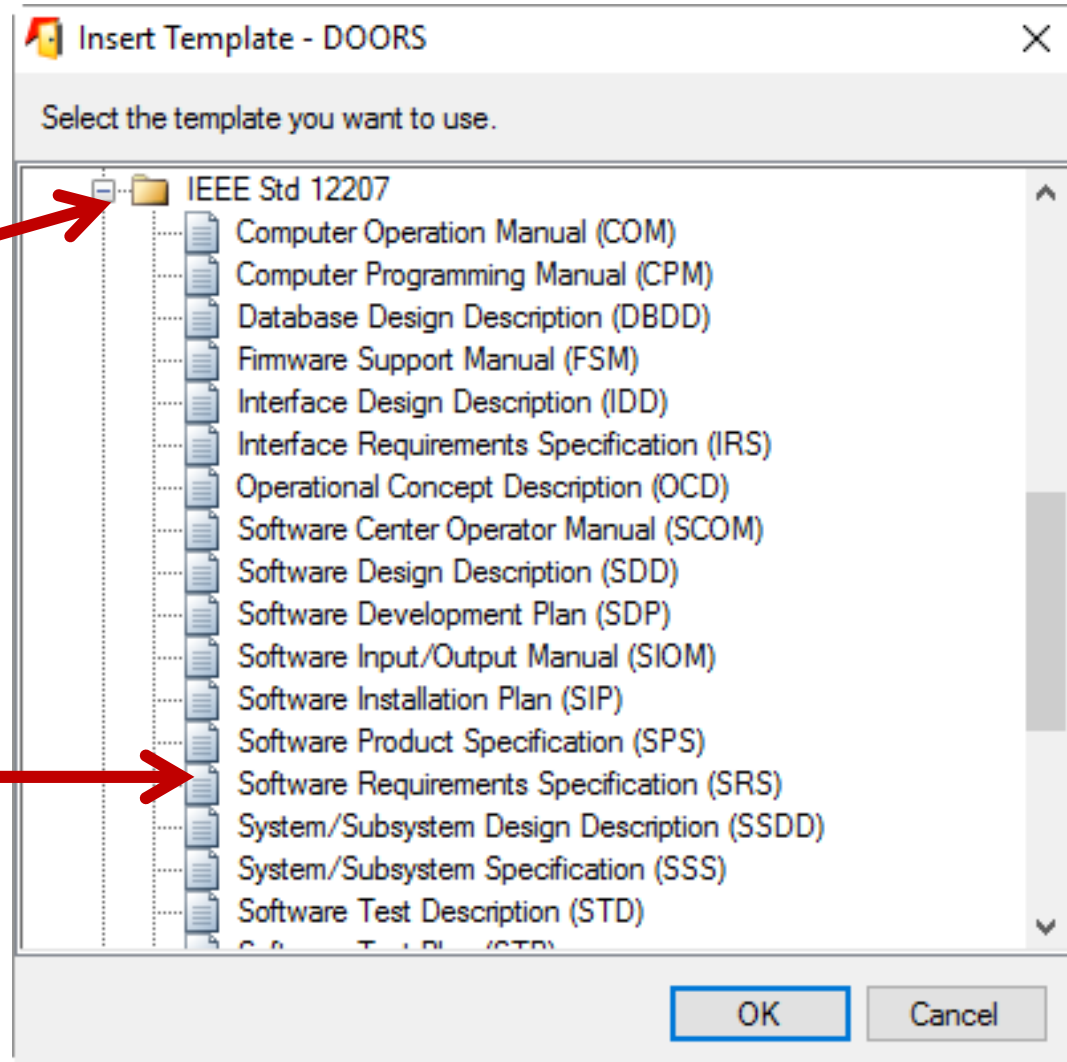 Insert Template - DOORS
Select the template you want to use.
IEEE Std 12207
Computer Operation Manual (COM)
Computer Programming Manual (CPM)
Database Design Description (DBDD)
Firmware Support Manual (FSM)
Interface Design Description (IDD)
Interface Requirements Specification (IRS)
Operational Concept Description (OCD)
Software Center Operator Manual (SCOM)
Software Design Description (SDD)
Software Development Plan (SDP)
Software Input/Output Manual (SIOM)
Software Installation Plan (SIP)
Software Product Specification (SPS)
Software Requirements Specification (SRS)
System/Subsystem Design Description (SSDD)
System/Subsystem Specification (SSS)
Software Test Description (STD)
Software Test Plan (STP)
OK Cancel